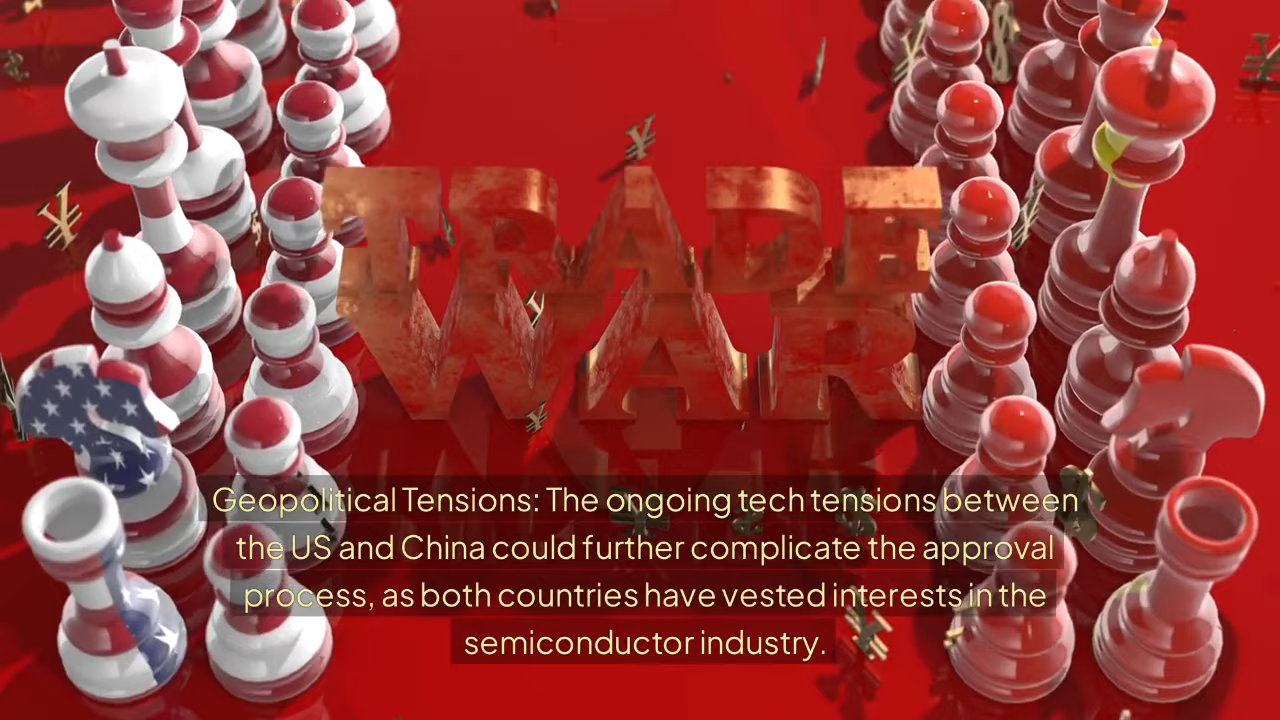 TRADE
WAR
Geopolitical Tensions: The ongoing tech tensions between
the US and China could further complicate the approval
process, as both countries have vested interests in the
semiconductor industry.